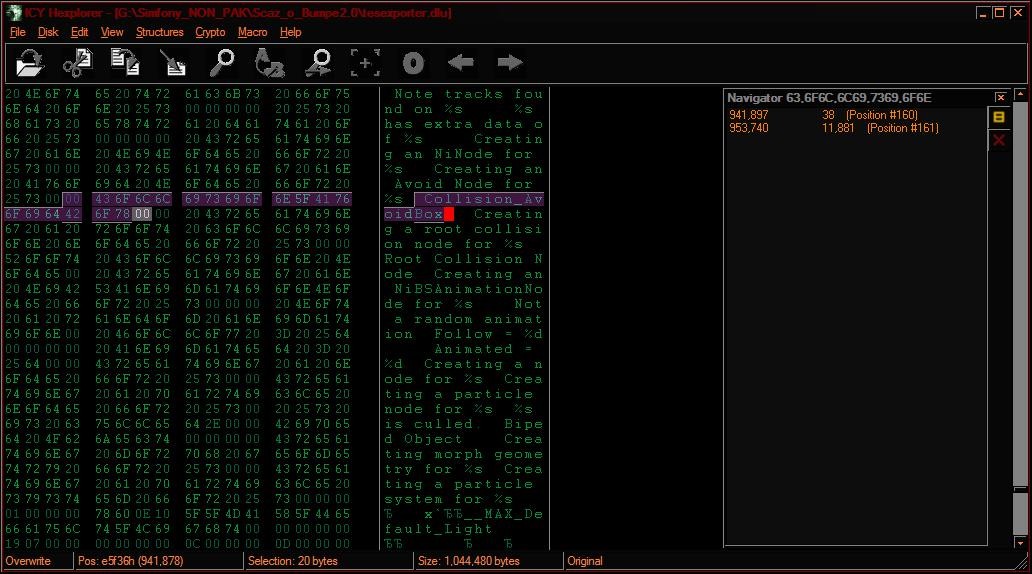 ICY Hexplorer - [G:\Simfony_NON_PAK\Scaz_o_Bumpe2.0\tesexporter.dlu]
File Disk Edit View Structures Crypto Macro Help
20 4E 6F 74 65 20 74 72 61 63 6B 73 20 66 6F 75 Note tracks fou
6E 64 20 6F 6E 20 25 73 00 00 00 00 20 25 73 20 nd on %s %s
68 61 73 20 65 78 74 72 61 20 64 61 74 61 20 6F has extra data o
66 20 25 73 00 00 00 00 20 43 72 65 61 74 69 6E f %s Creatin
67 20 61 6E 20 4E 69 4E 6F 64 65 20 66 6F 72 20 g an NiNode for
25 73 00 00 20 43 72 65 61 74 69 6E 67 20 61 6E %s Creating an
20 41 76 6F 69 64 20 4E 6F 64 65 20 66 6F 72 20 Avoid Node for
25 73 00 00 43 6F 6C 6C 69 73 69 6F 6E 5F 41 76 %s Collision_Av
6F 69 64 42 6F 78 00 00 20 43 72 65 61 74 69 6E oidBox Creatin
67 20 61 20 72 6F 6F 74 20 63 6F 6C 6C 69 73 69 g a root collisi
6F 6E 20 6E 6F 64 65 20 66 6F 72 20 25 73 00 00 on node for %s
52 6F 6F 74 20 43 6F 6C 6C 69 73 69 6F 6E 20 4E Root Collision N
6F 64 65 00 20 43 72 65 61 74 69 6E 67 20 61 6E ode Creating an
20 4E 69 42 53 41 6E 69 6D 61 74 69 6F 6E 4E 6F NiBSAnimationNo
64 65 20 66 6F 72 20 25 73 00 00 00 20 4E 6F 74 de for %s Not
20 61 20 72 61 6E 64 6F 6D 20 61 6E 69 6D 61 74 a random animat
69 6F 6E 00 20 46 6F 6C 6C 6F 77 20 3D 20 25 64 ion Follow = %d
00 00 00 00 20 41 6E 69 6D 61 74 65 64 20 3D 20 Animated =
25 64 00 00 43 72 65 61 74 69 6E 67 20 61 20 6E %d Creating a n
6F 64 65 20 66 6F 72 20 25 73 00 00 43 72 65 61 ode for %s Crea
74 69 6E 67 20 61 20 70 61 72 74 69 63 6C 65 20 ting a particle
6E 6F 64 65 20 66 6F 72 20 25 73 00 20 25 73 20 node for %s %s
69 73 20 63 75 6C 6C 65 64 2E 00 00 42 69 70 65 is culled. Bipe
64 20 4F 62 6A 65 63 74 00 00 00 00 43 72 65 61 d Object Crea
74 69 6E 67 20 6D 6F 72 70 68 20 67 65 6F 6D 65 ting morph geome
74 72 79 20 66 6F 72 20 25 73 00 00 43 72 65 61 try for %s Crea
74 69 6E 67 20 61 20 70 61 72 74 69 63 6C 65 20 ting a particle
73 79 73 74 65 6D 20 66 6F 72 20 25 73 00 00 00 system for %s
01 00 00 00 78 60 0E 10 5F 5F 4D 41 58 5F 44 65 Ђ x`ЂЂ__MAX_De
66 61 75 6C 74 5F 4C 69 67 68 74 00 00 00 00 00 fault_Light
19 07 00 00 00 00 00 00 0C 00 00 00 0D 00 00 00 ЂЂ Ђ Ђ
Navigator 63,6F6C,6C69,7369,6F6E
941,897 38 (Position #160)
953,740 11,881 (Position #161)
Overwrite Pos: e5f36h (941,878) Selection: 20 bytes Size: 1,044,480 bytes Original